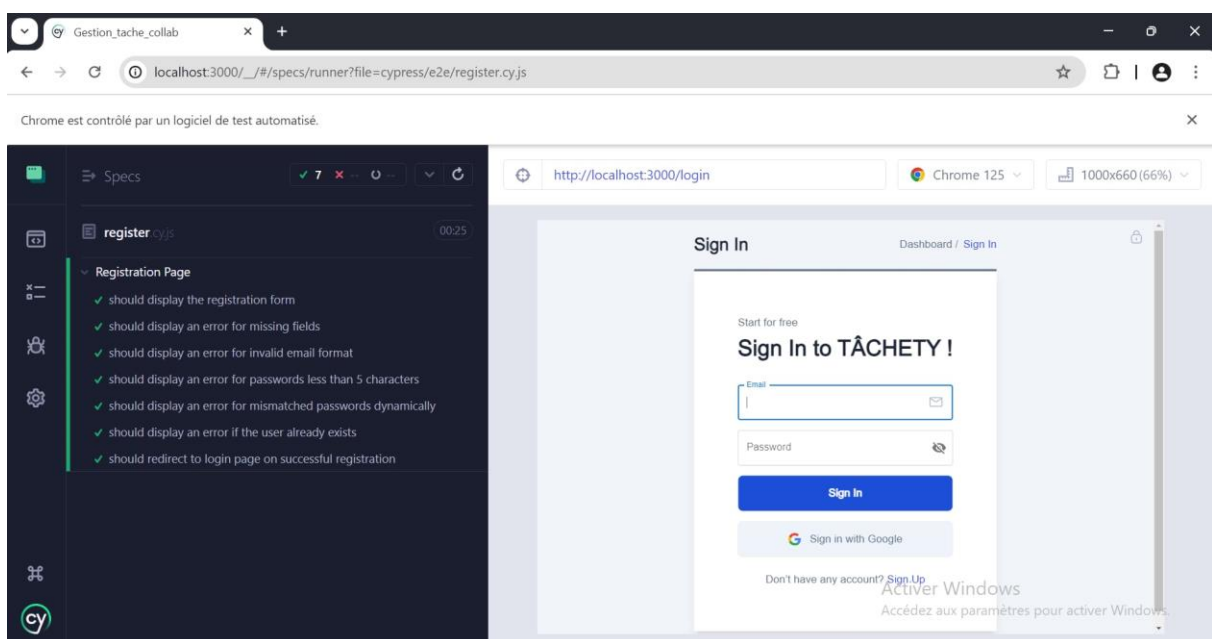 cy Gestion_tache_collab
localhost:3000/__/#/specs/runner?file=cypress/e2e/register.cy.js
Chrome est contrôlé par un logiciel de test automatisé.
Specs
7 -- --
http://localhost:3000/login
Chrome 125
1000x660 (66%)
register.cy.js
00:25
Registration Page
should display the registration form
should display an error for missing fields
should display an error for invalid email format
should display an error for passwords less than 5 characters
should display an error for mismatched passwords dynamically
should display an error if the user already exists
should redirect to login page on successful registration
cy
Sign In
Dashboard / Sign In
Start for free
Sign In to TÂCHETY !
Email
Password
Sign In
G Sign in with Google
Don't have any account? Sign Up
Activer Windows
Accédez aux paramètres pour activer Windows.